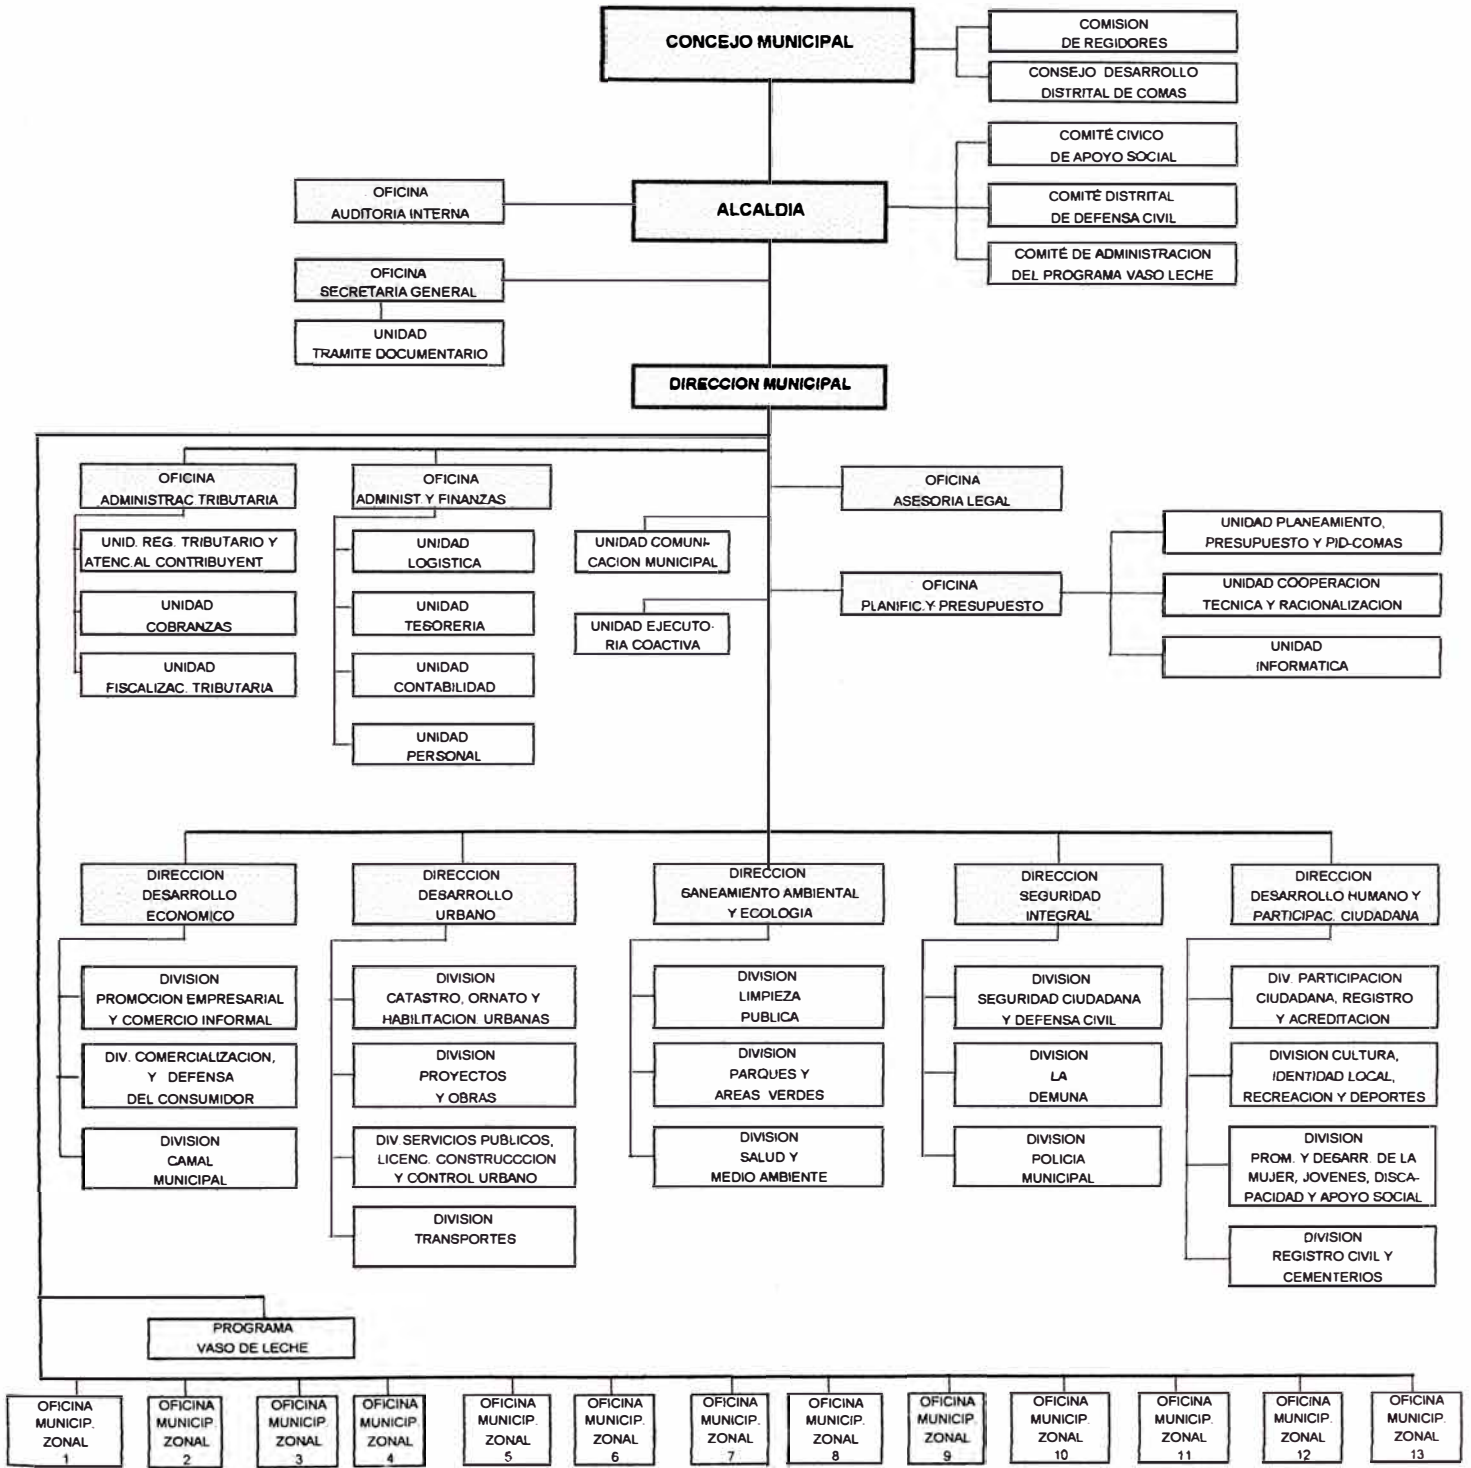 CONCEJO MUNICIPAL
COMISION
DE REGIDORES
CONSEJO DESARROLLO
DISTRITAL DE COMAS
COMITÉ CIVICO
DE APOYO SOCIAL
OFICINA
AUDITORIA INTERNA
ALCALDIA
COMITÉ DISTRITAL
DE DEFENSA CIVIL
COMITÉ DE ADMINISTRACION
DEL PROGRAMA VASO LECHE
OFICINA
SECRETARIA GENERAL
UNIDAD
TRAMITE DOCUMENTARIO
DIRECCION MUNICIPAL
OFICINA
ADMINISTRAC TRIBUTARIA
OFICINA
ADMINIST. Y FINANZAS
OFICINA
ASESORIA LEGAL
UNID. REG. TRIBUTARIO Y
ATENC.AL CONTRIBUYENT
UNIDAD
LOGISTICA
UNIDAD COMUNI-
CACION MUNICIPAL
UNIDAD PLANEAMIENTO,
PRESUPUESTO Y PID-COMAS
UNIDAD
COBRANZAS
UNIDAD
TESORERIA
UNIDAD EJECUTO-
RIA COACTIVA
OFICINA
PLANIFIC.Y PRESUPUESTO
UNIDAD COOPERACION
TECNICA Y RACIONALIZACION
UNIDAD
FISCALIZAC. TRIBUTARIA
UNIDAD
CONTABILIDAD
UNIDAD
INFORMATICA
UNIDAD
PERSONAL
DIRECCION
DESARROLLO
ECONOMICO
DIRECCION
DESARROLLO
URBANO
DIRECCION
SANEAMIENTO AMBIENTAL
Y ECOLOGIA
DIRECCION
SEGURIDAD
INTEGRAL
DIRECCION
DESARROLLO HUMANO Y
PARTICIPAC. CIUDADANA
DIVISION
PROMOCION EMPRESARIAL
Y COMERCIO INFORMAL
DIVISION
CATASTRO, ORNATO Y
HABILITACION. URBANAS
DIVISION
LIMPIEZA
PUBLICA
DIVISION
SEGURIDAD CIUDADANA
Y DEFENSA CIVIL
DIV. PARTICIPACION
CIUDADANA, REGISTRO
Y ACREDITACION
DIV. COMERCIALIZACION,
Y DEFENSA
DEL CONSUMIDOR
DIVISION
PROYECTOS
Y OBRAS
DIVISION
PARQUES Y
AREAS VERDES
DIVISION
LA
DEMUNA
DIVISION CULTURA,
IDENTIDAD LOCAL,
RECREACION Y DEPORTES
DIVISION
CAMAL
MUNICIPAL
DIV.SERVICIOS PUBLICOS,
LICENC. CONSTRUCCCION
Y CONTROL URBANO
DIVISION
SALUD Y
MEDIO AMBIENTE
DIVISION
POLICIA
MUNICIPAL
DIVISION
PROM. Y DESARR. DE LA
MUJER, JOVENES, DISCA-
PACIDAD Y APOYO SOCIAL
DIVISION
TRANSPORTES
DIVISION
REGISTRO CIVIL Y
CEMENTERIOS
PROGRAMA
VASO DE LECHE
OFICINA
MUNICIP.
ZONAL
1
OFICINA
MUNICIP.
ZONAL
2
OFICINA
MUNICIP.
ZONAL
3
OFICINA
MUNICIP.
ZONAL
4
OFICINA
MUNICIP.
ZONAL
5
OFICINA
MUNICIP.
ZONAL
6
OFICINA
MUNICIP.
ZONAL
7
OFICINA
MUNICIP.
ZONAL
8
OFICINA
MUNICIP.
ZONAL
9
OFICINA
MUNICIP.
ZONAL
10
OFICINA
MUNICIP.
ZONAL
11
OFICINA
MUNICIP.
ZONAL
12
OFICINA
MUNICIP.
ZONAL
13